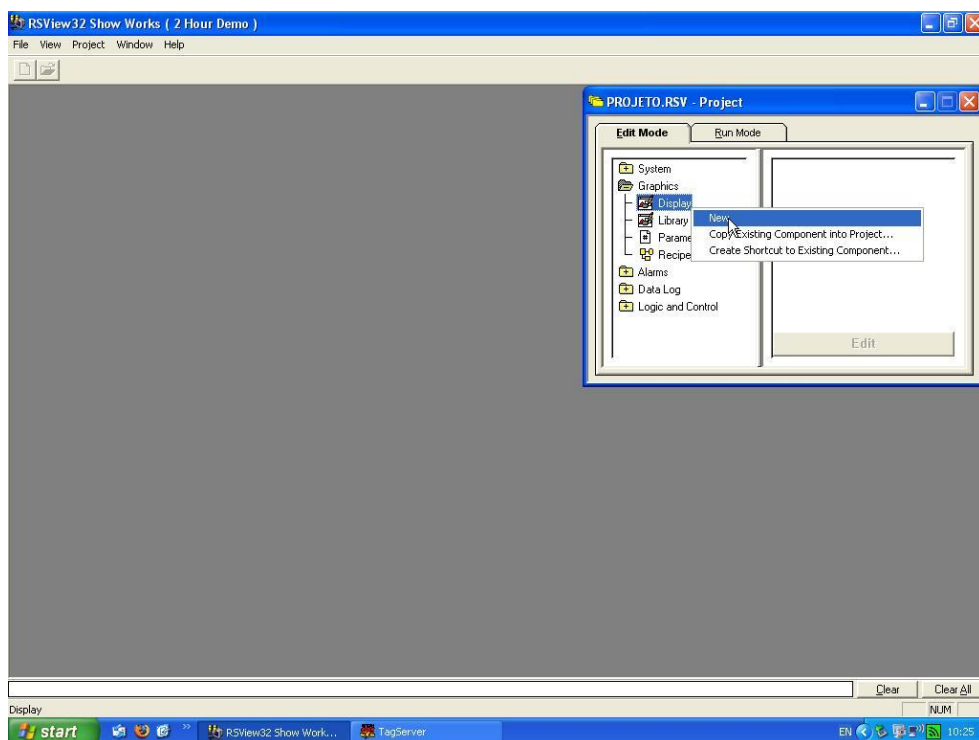 RSView32 Show Works ( 2 Hour Demo )
File View Project Window Help
PROJETO.RSV - Project
Edit Mode
Run Mode
System
Graphics
Display
New
Library
Copy Existing Component into Project...
Parame
Create Shortcut to Existing Component...
Recipe
Alarms
Data Log
Logic and Control
Edit
Clear
Clear All
Display
NUM
start
RSView32 Show Work...
TagServer
EN
10:25